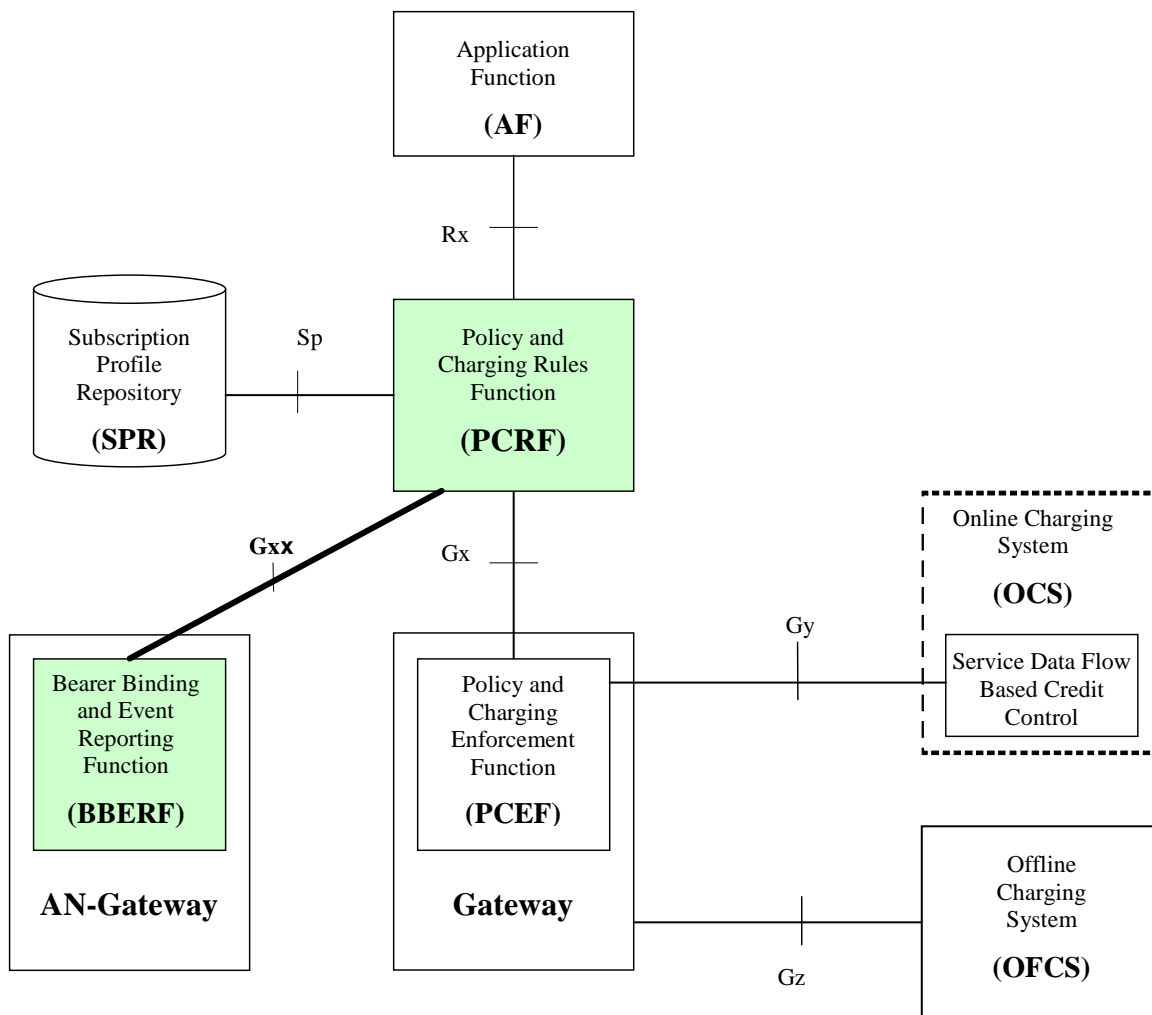 Application
Function
(AF)
Rx
Subscription
Profile
Repository
(SPR)
Sp
Policy and
Charging Rules
Function
(PCRF)
Gxx
Gx
Online Charging
System
(OCS)
Service Data Flow
Based Credit
Control
Gy
Bearer Binding
and Event
Reporting
Function
(BBERF)
AN-Gateway
Policy and
Charging
Enforcement
Function
(PCEF)
Gateway
Gz
Offline
Charging
System
(OFCS)